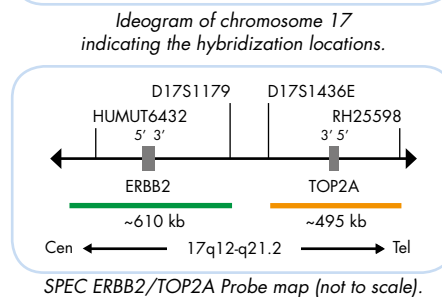 Ideogram of chromosome 17
indicating the hybridization locations.
D17S1179 D17S1436E
HUMUT6432 RH25598
5' 3' 3' 5'
ERBB2 TOP2A
~610 kb ~495 kb
Cen 17q12-q21.2 Tel
SPEC ERBB2/TOP2A Probe map (not to scale).